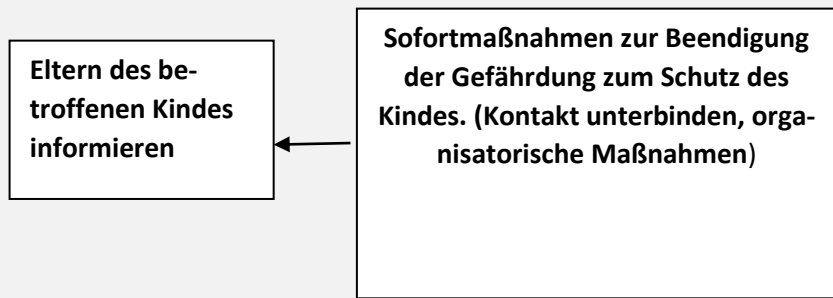 Eltern des be-
troffenen Kindes
informieren
Sofortmaßnahmen zur Beendigung
der Gefährdung zum Schutz des
Kindes. (Kontakt unterbinden, orga-
nisatorische Maßnahmen)